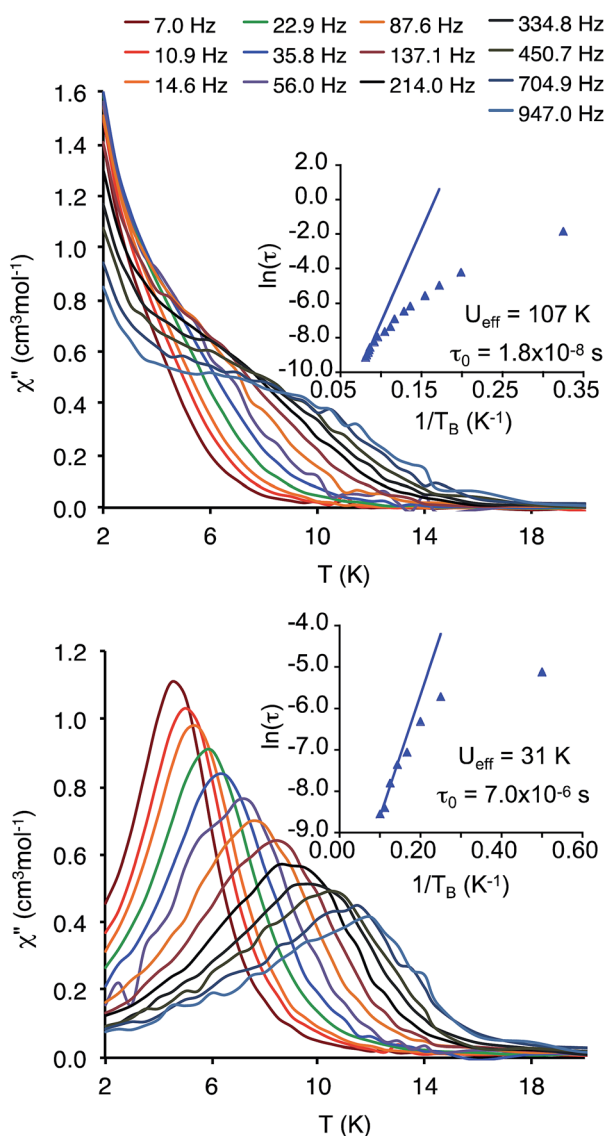 7.0 Hz 22.9 Hz 87.6 Hz 334.8 Hz
10.9 Hz 35.8 Hz 137.1 Hz 450.7 Hz
14.6 Hz 56.0 Hz 214.0 Hz 704.9 Hz
947.0 Hz
1.6
1.4
1.2
1.0
0.8
0.6
0.4
0.2
0.0
χ" (cm³mol⁻¹)
2 6 10 14 18
T (K)
2.0
0.0
-2.0
-4.0
-6.0
-8.0
-10.0
ln(τ)
U_eff = 107 K
τ₀ = 1.8x10⁻⁸ s
0.05 0.15 0.25 0.35
1/T_B (K⁻¹)
1.2
1.0
0.8
0.6
0.4
0.2
0.0
χ" (cm³mol⁻¹)
2 6 10 14 18
T (K)
-4.0
-5.0
-6.0
-7.0
-8.0
-9.0
ln(τ)
U_eff = 31 K
τ₀ = 7.0x10⁻⁶ s
0.00 0.20 0.40 0.60
1/T_B (K⁻¹)